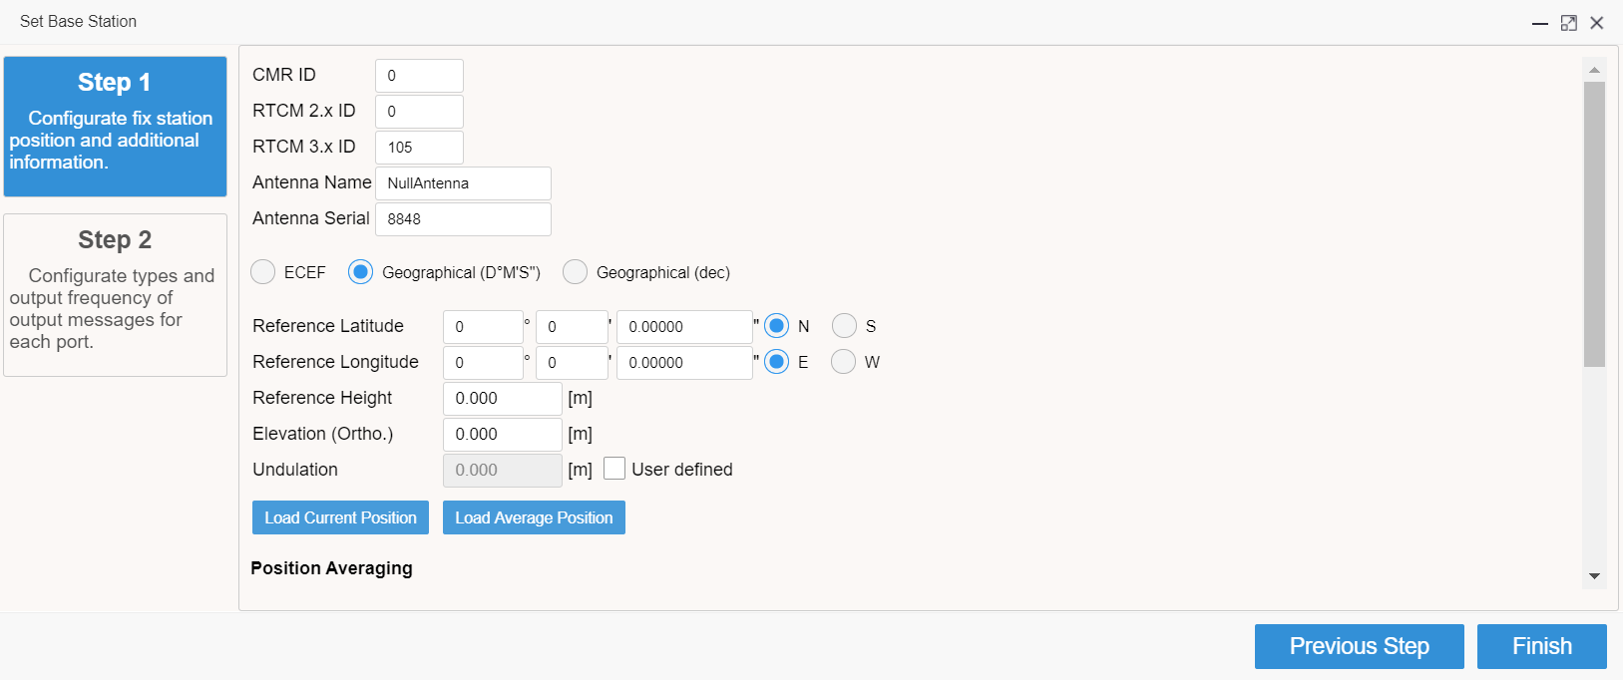 Set Base Station
Step 1
Configurate fix station
position and additional
information.
Step 2
Configurate types and
output frequency of
output messages for
each port.
CMR ID 0
RTCM 2.x ID 0
RTCM 3.x ID 105
Antenna Name NullAntenna
Antenna Serial 8848
ECEF Geographical (D°M'S") Geographical (dec)
Reference Latitude 0 ° 0 ' 0.00000 " N S
Reference Longitude 0 ° 0 ' 0.00000 " E W
Reference Height 0.000 [m]
Elevation (Ortho.) 0.000 [m]
Undulation 0.000 [m] User defined
Load Current Position Load Average Position
Position Averaging
Previous Step Finish